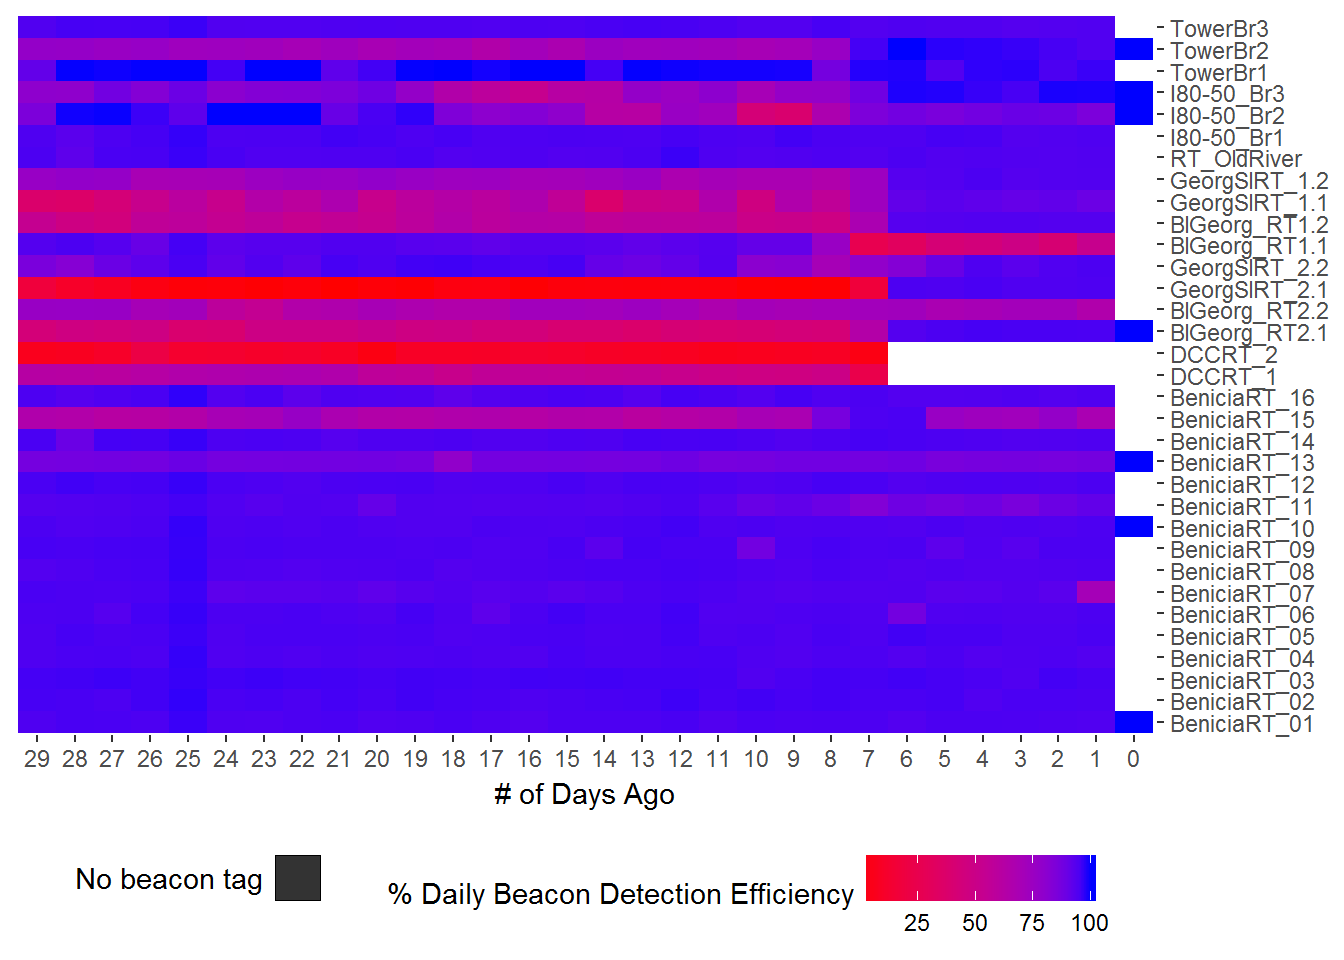 TowerBr3
TowerBr2
TowerBr1
I80-50_Br3
I80-50_Br2
I80-50_Br1
RT_OldRiver
GeorgSlRT_1.2
GeorgSlRT_1.1
BlGeorg_RT1.2
BlGeorg_RT1.1
GeorgSlRT_2.2
GeorgSlRT_2.1
BlGeorg_RT2.2
BlGeorg_RT2.1
DCCRT_2
DCCRT_1
BeniciaRT_16
BeniciaRT_15
BeniciaRT_14
BeniciaRT_13
BeniciaRT_12
BeniciaRT_11
BeniciaRT_10
BeniciaRT_09
BeniciaRT_08
BeniciaRT_07
BeniciaRT_06
BeniciaRT_05
BeniciaRT_04
BeniciaRT_03
BeniciaRT_02
BeniciaRT_01
29 28 27 26 25 24 23 22 21 20 19 18 17 16 15 14 13 12 11 10 9 8 7 6 5 4 3 2 1 0
# of Days Ago
No beacon tag
% Daily Beacon Detection Efficiency
25 50 75 100